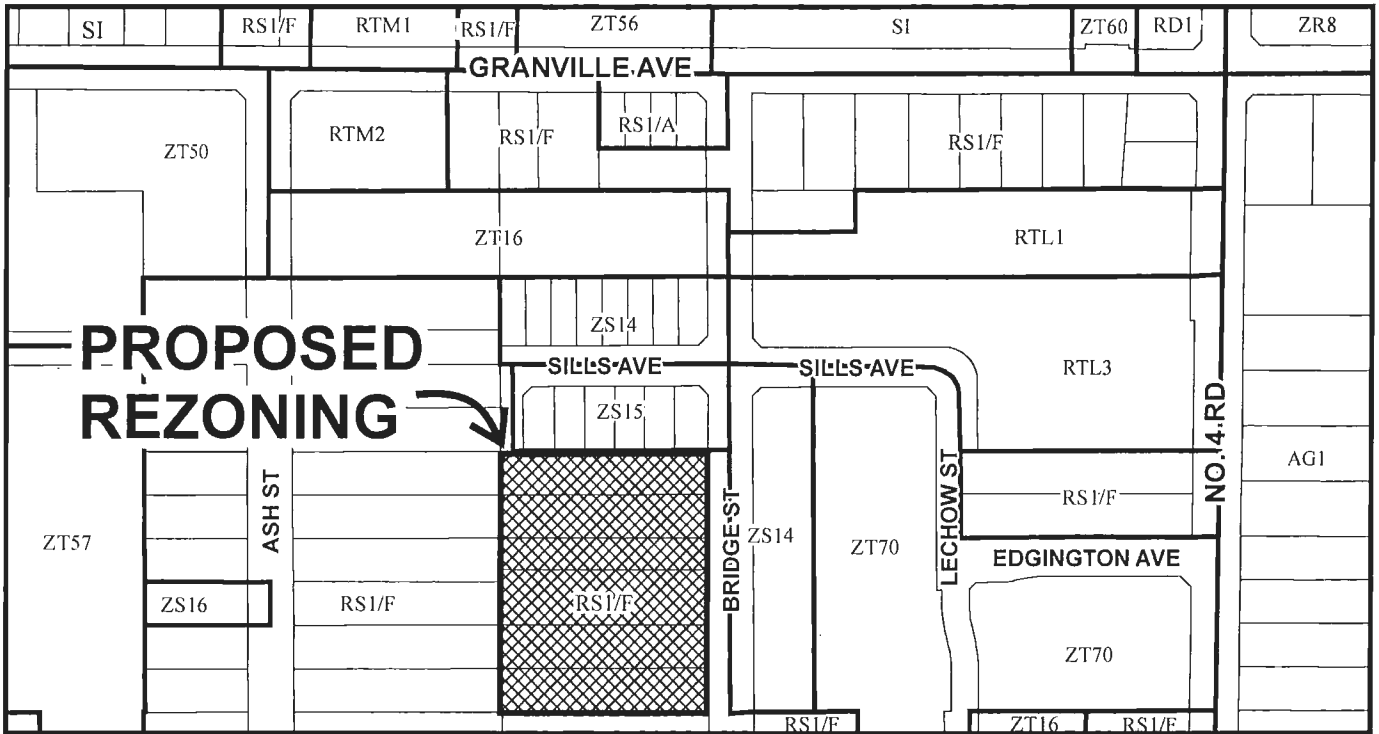 SI
RS1/F
RTM1
RS1/F
ZT56
SI
ZT60
RD1
ZR8
GRANVILLE AVE
ZT50
RTM2
RS1/F
RS1/A
RS1/F
ZT16
RTL1
ZS14
PROPOSED
REZONING
SILLS AVE
SILLS AVE
RTL3
ZS15
NO. 4 RD
AG1
ASH ST
BRIDGE ST
LECHOW ST
RS1/F
ZT57
ZS14
ZT70
EDGINGTON AVE
ZS16
RS1/F
RS1/F
ZT70
RS1/F
ZT16
RS1/F